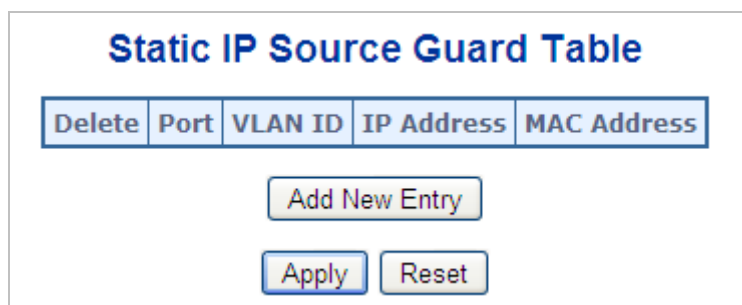 Static IP Source Guard Table
Delete Port VLAN ID IP Address MAC Address
Add New Entry
Apply Reset